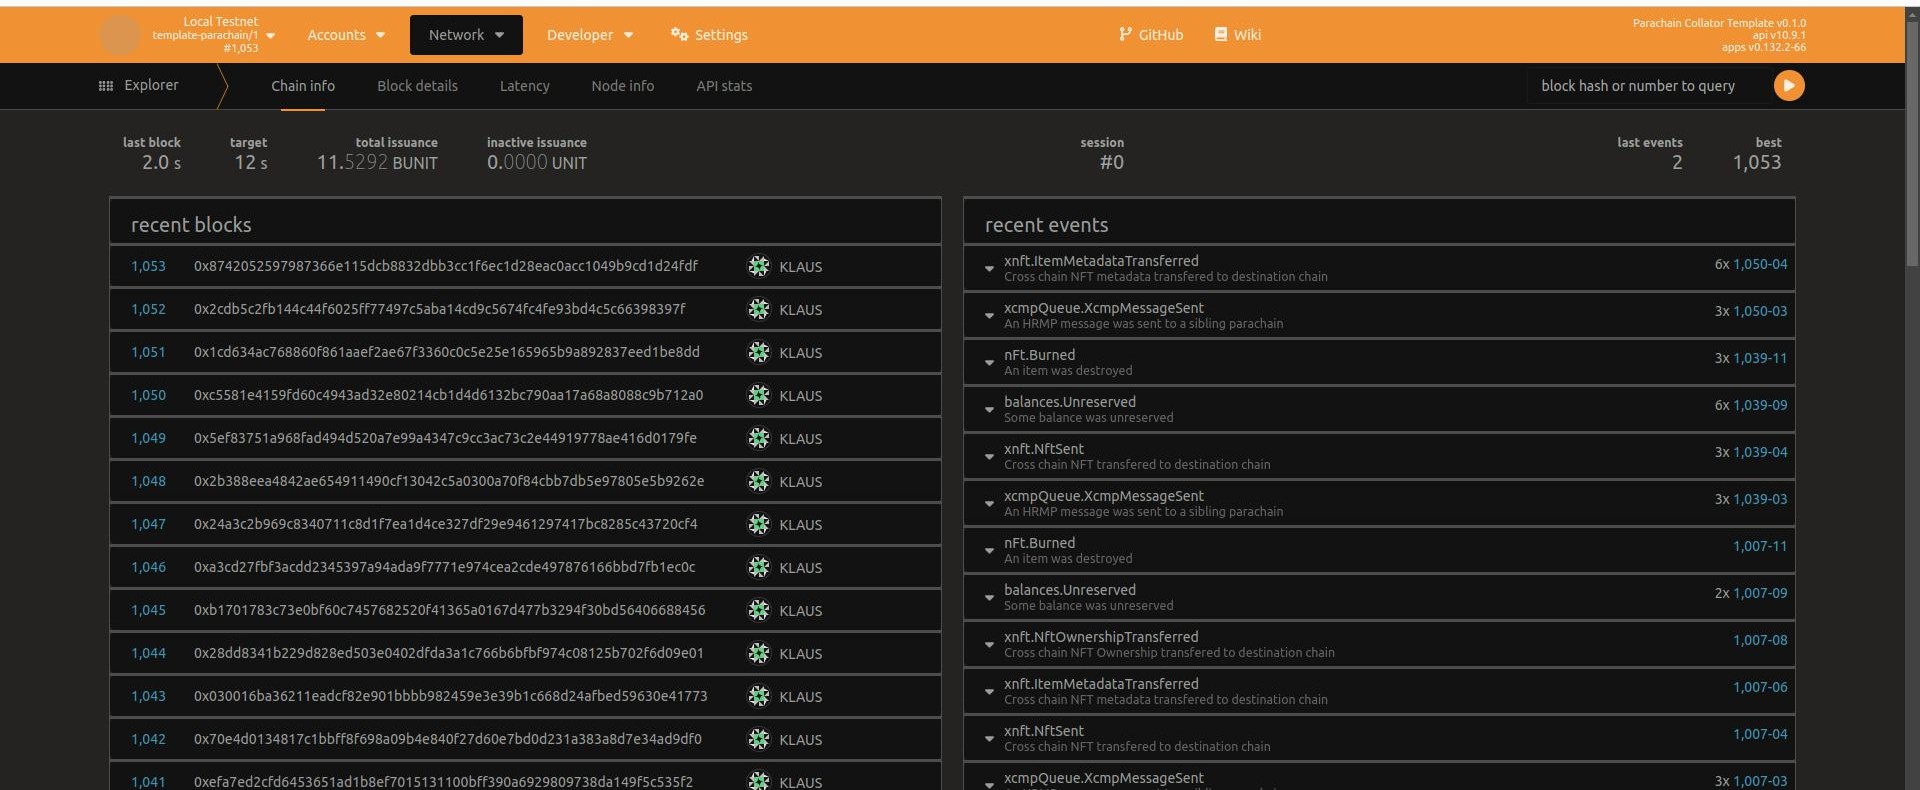 Local Testnet
template-parachain/1
#1,053
Accounts
Network
Developer
Settings
GitHub
Wiki
Parachain Collator Template v0.1.0
api v10.9.1
apps v0.132.2-66
Explorer
Chain info
Block details
Latency
Node info
API stats
block hash or number to query
last block
2.0 s
target
12 s
total issuance
11.5292 BUNIT
inactive issuance
0.0000 UNIT
session
#0
last events
2
best
1,053
recent blocks
1,053 0x8742052597987366e115dcb8832dbb3cc1f6ec1d28eac0acc1049b9cd1d24fdf KLAUS
1,052 0x2cdb5c2fb144c44f6025ff77497c5aba14cd9c5674fc4fe93bd4c5c66398397f KLAUS
1,051 0x1cd634ac768860f861aaef2ae67f3360c0c5e25e165965b9a892837eed1be8dd KLAUS
1,050 0xc5581e4159fd60c4943ad32e80214cb1d4d6132bc790aa17a68a8088c9b712a0 KLAUS
1,049 0x5ef83751a968fad494d520a7e99a4347c9cc3ac73c2e44919778ae416d0179fe KLAUS
1,048 0x2b388eea4842ae654911490cf13042c5a0300a70f84cbb7db5e97805e5b9262e KLAUS
1,047 0x24a3c2b969c8340711c8d1f7ea1d4ce327df29e9461297417bc8285c43720cf4 KLAUS
1,046 0xa3cd27fbf3acdd2345397a94ada9f7771e974cea2cde497876166bbd7fb1ec0c KLAUS
1,045 0xb1701783c73e0bf60c7457682520f41365a0167d477b3294f30bd56406688456 KLAUS
1,044 0x28dd8341b229d828ed503e0402dfda3a1c766b6bfbf974c08125b702f6d09e01 KLAUS
1,043 0x030016ba36211eadcf82e901bbbb982459e3e39b1c668d24afbed59630e41773 KLAUS
1,042 0x70e4d0134817c1bbff8f698a09b4e840f27d60e7bd0d231a383a8d7e34ad9df0 KLAUS
1,041 0xefa7ed2cfd6453651ad1b8ef7015131100bff390a6929809738da149f5c535f2 KLAUS
recent events
xnft.ItemMetadataTransferred 6x 1,050-04
Cross chain NFT metadata transfered to destination chain
xcmpQueue.XcmpMessageSent 3x 1,050-03
An HRMP message was sent to a sibling parachain
nFt.Burned 3x 1,039-11
An item was destroyed
balances.Unreserved 6x 1,039-09
Some balance was unreserved
xnft.NftSent 3x 1,039-04
Cross chain NFT transfered to destination chain
xcmpQueue.XcmpMessageSent 3x 1,039-03
An HRMP message was sent to a sibling parachain
nFt.Burned 1,007-11
An item was destroyed
balances.Unreserved 2x 1,007-09
Some balance was unreserved
xnft.NftOwnershipTransferred 1,007-08
Cross chain NFT Ownership transfered to destination chain
xnft.ItemMetadataTransferred 1,007-06
Cross chain NFT metadata transfered to destination chain
xnft.NftSent 1,007-04
Cross chain NFT transfered to destination chain
xcmpQueue.XcmpMessageSent 3x 1,007-03